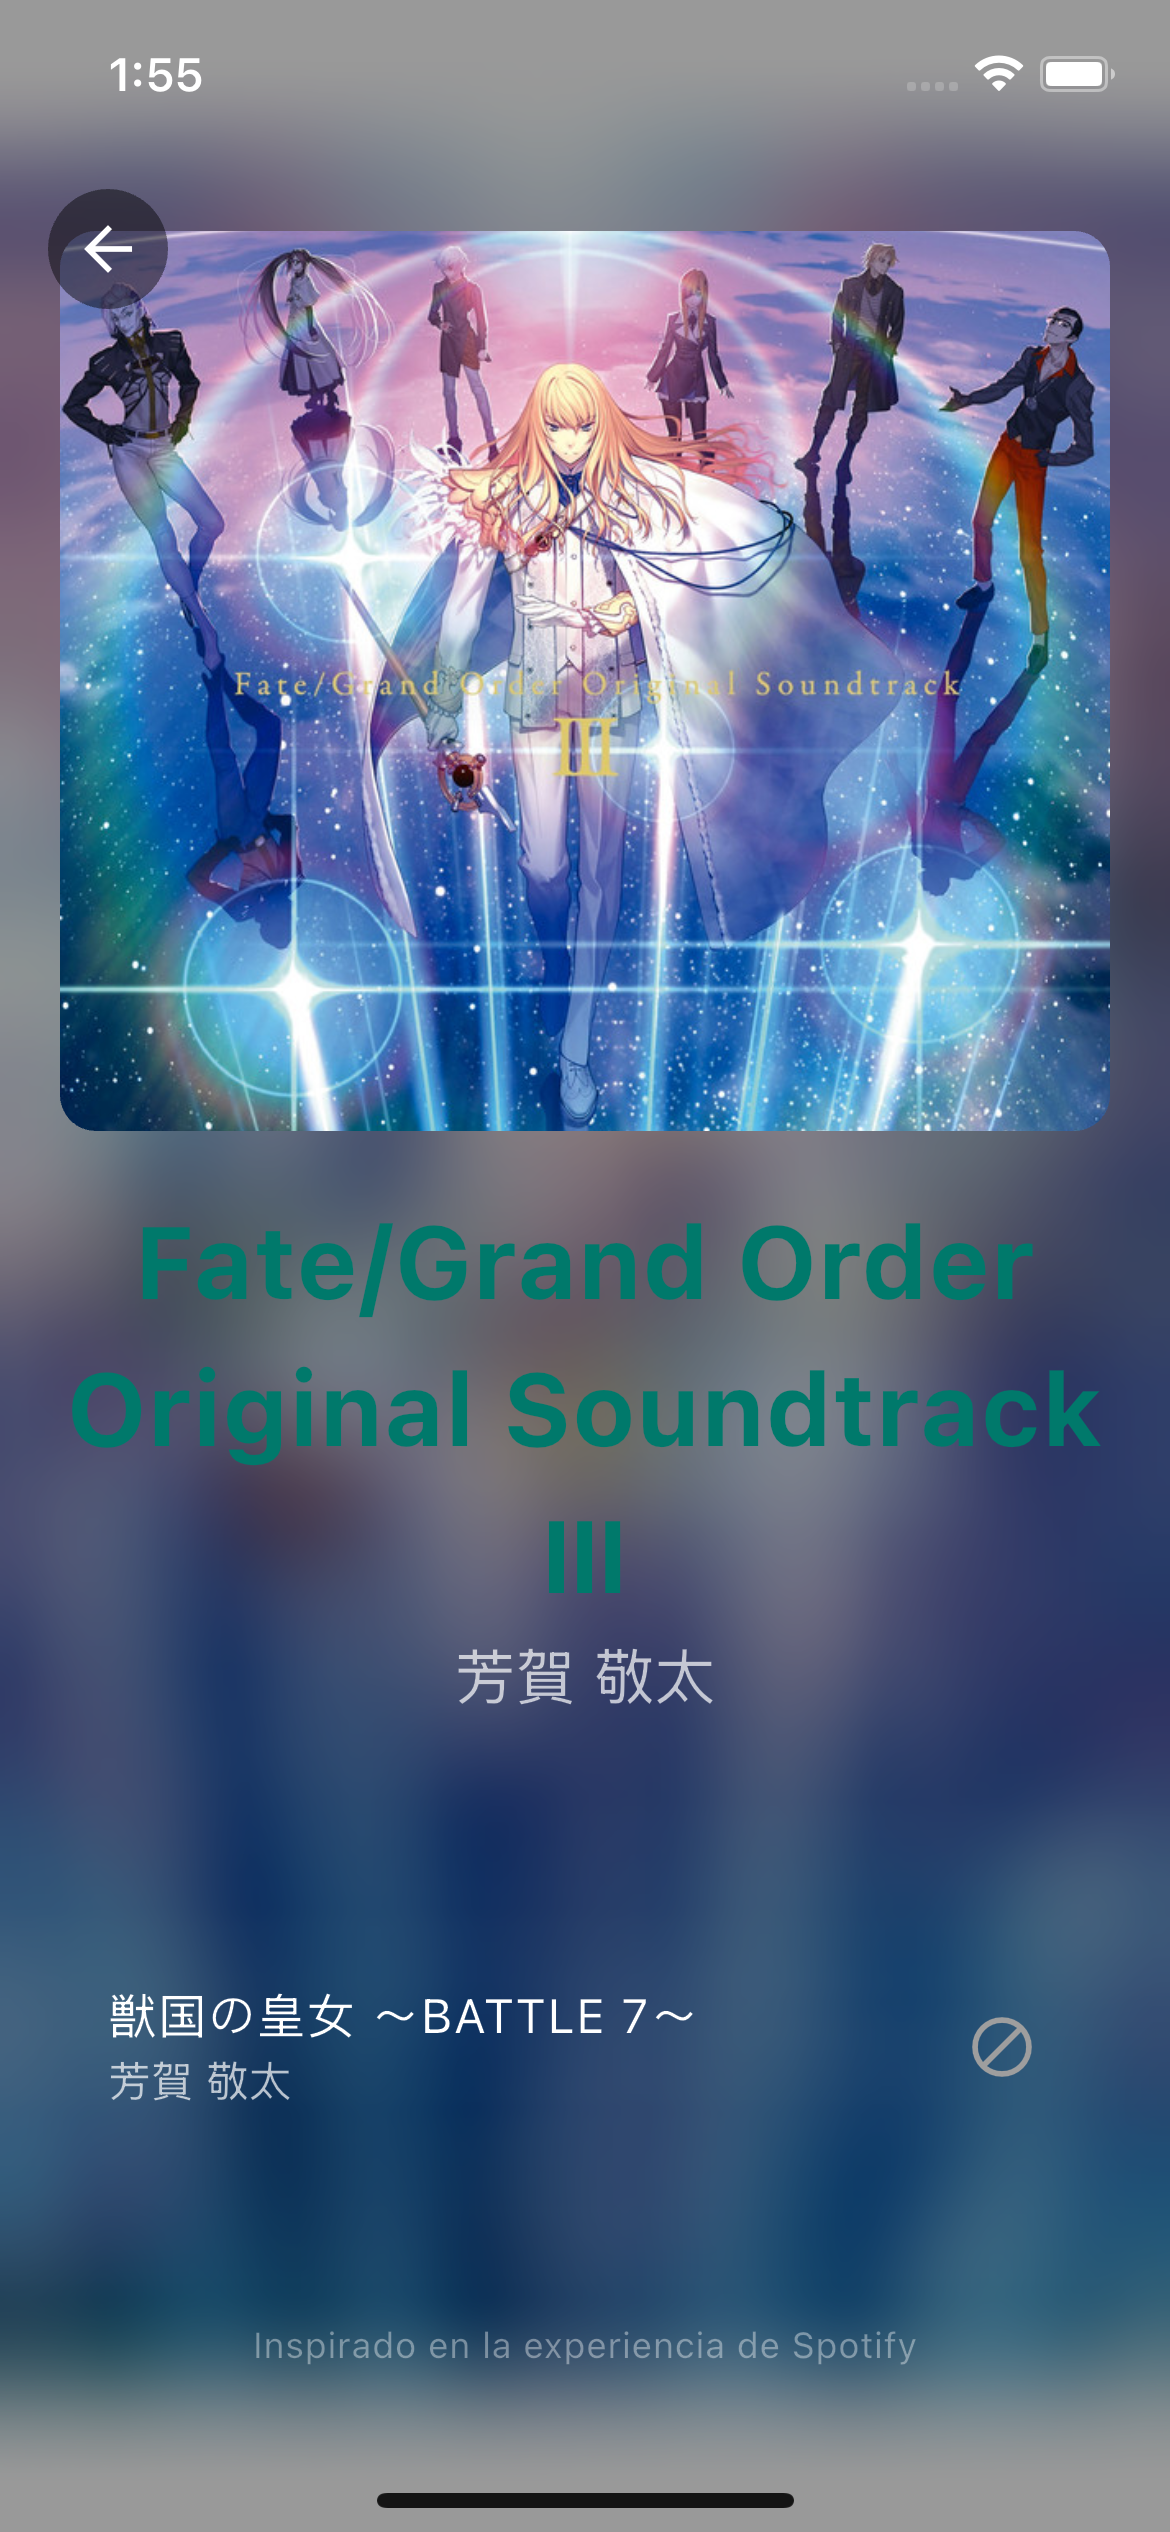 1:55
Fate/Grand Order Original Soundtrack
III
Fate/Grand Order
Original Soundtrack
III
芳賀 敬太
獣国の皇女 〜BATTLE 7〜
芳賀 敬太
Inspirado en la experiencia de Spotify